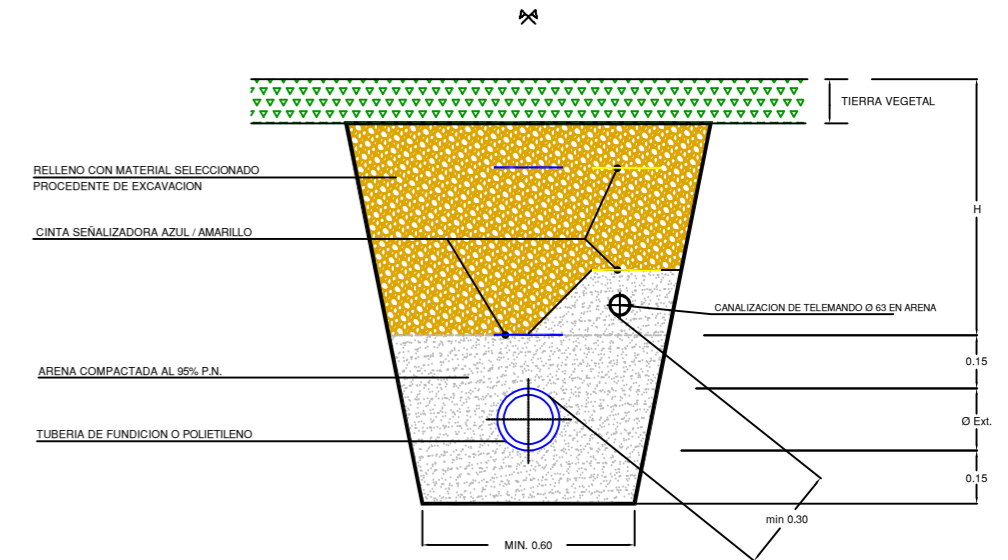 TIERRA VEGETAL
RELLENO CON MATERIAL SELECCIONADO
PROCEDENTE DE EXCAVACION
H
CINTA SEÑALIZADORA AZUL / AMARILLO
CANALIZACION DE TELEMANDO Ø 63 EN ARENA
0.15
ARENA COMPACTADA AL 95% P.N.
Ø Ext.
TUBERIA DE FUNDICION O POLIETILENO
0.15
min 0.30
MIN. 0.60